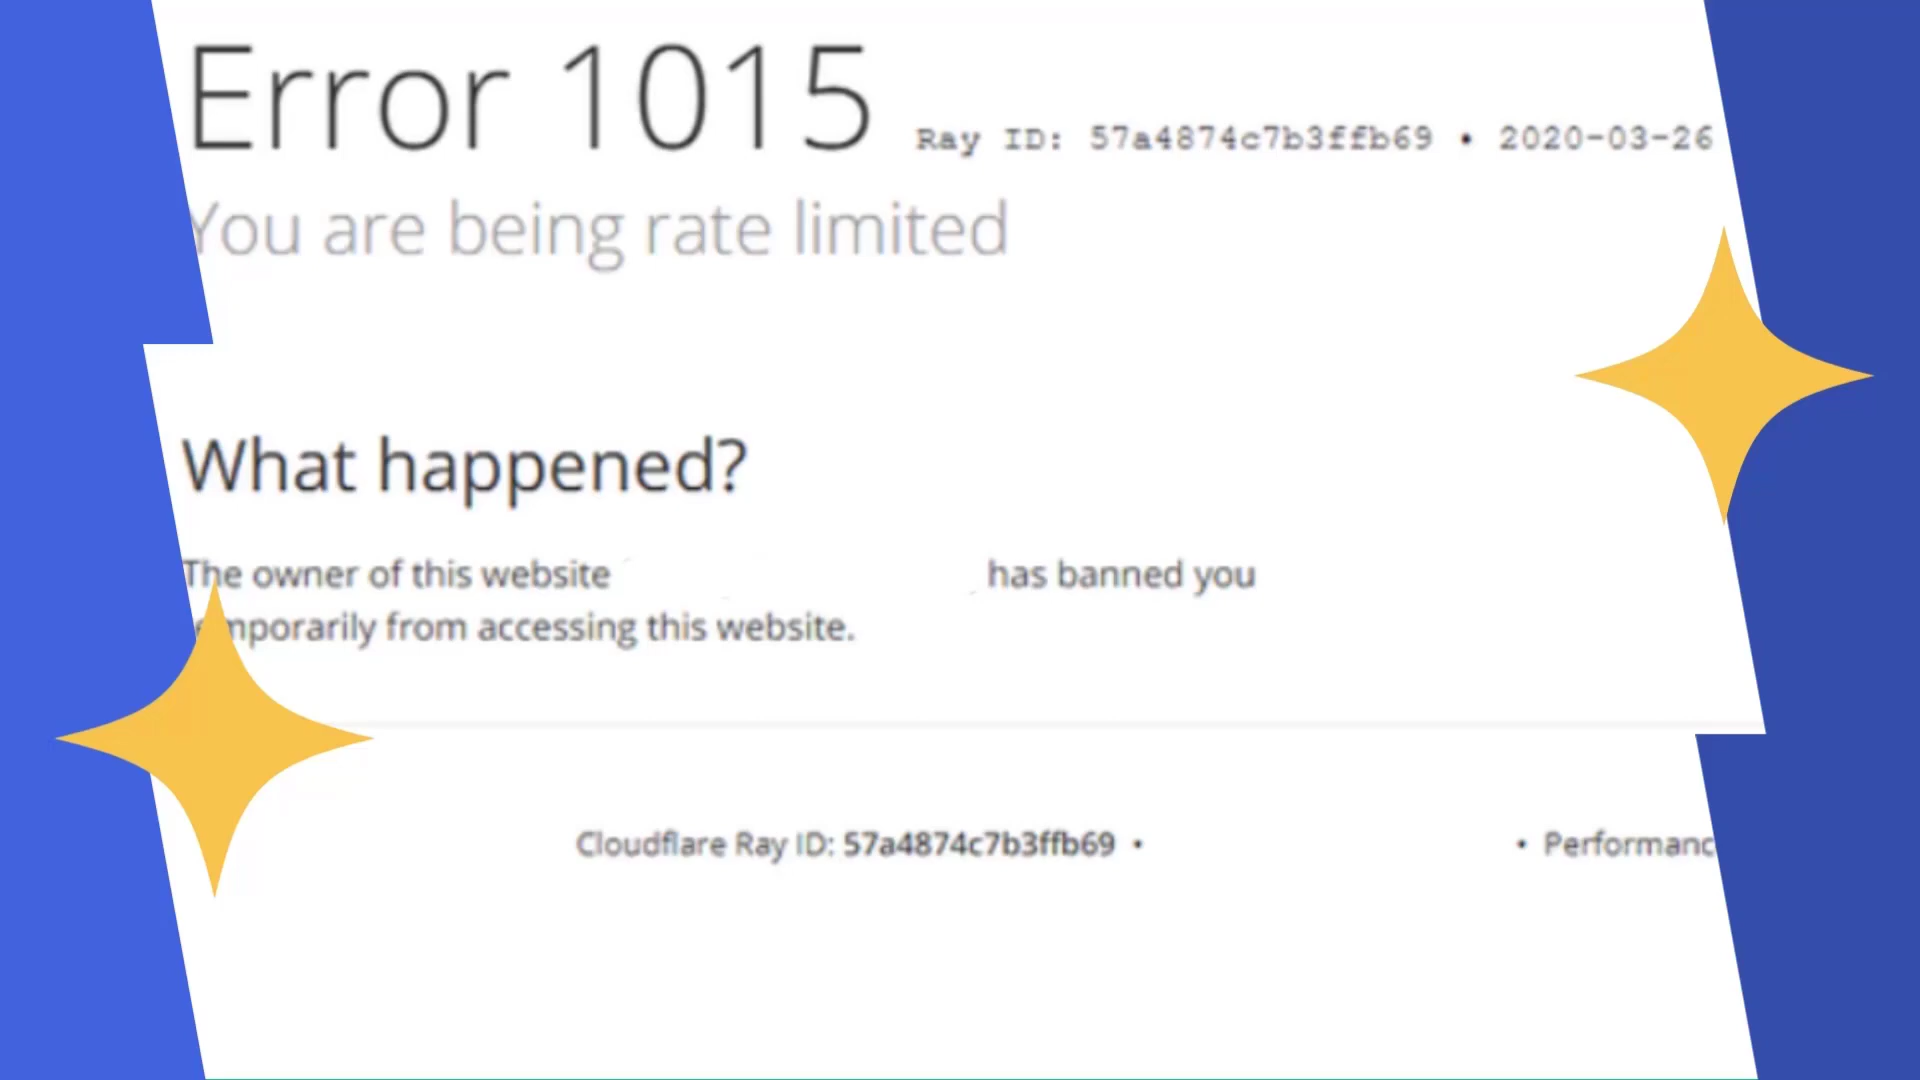 Error 1015 Ray ID: 57a4874c7b3ffb69 • 2020-03-26
You are being rate limited
What happened?
The owner of this website has banned you
emporarily from accessing this website.
Cloudflare Ray ID: 57a4874c7b3ffb69 • • Performanc